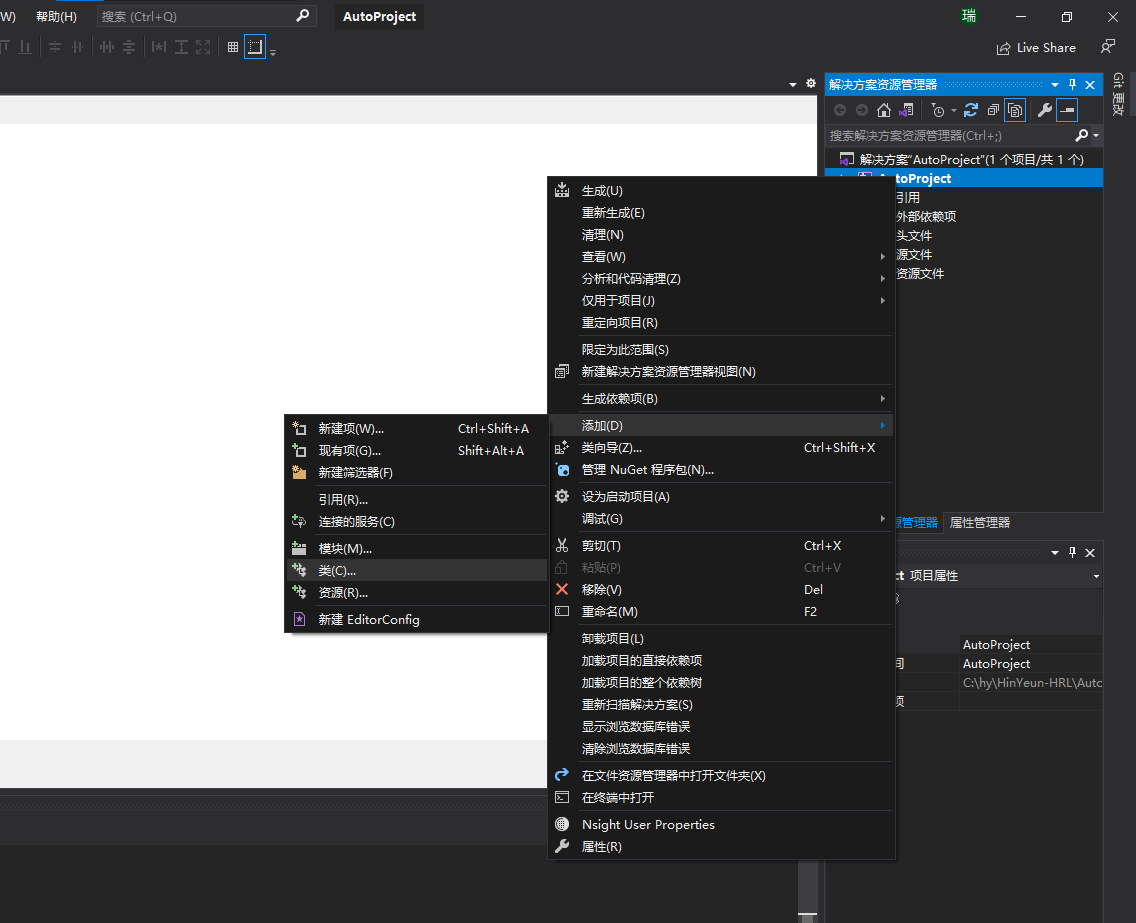 W) 帮助(H) 搜索 (Ctrl+Q) AutoProject 瑞
Live Share
Git 更改
解决方案资源管理器
搜索解决方案资源管理器(Ctrl+;)
解决方案"AutoProject"(1 个项目/共 1 个)
toProject
引用
外部依赖项
头文件
源文件
资源文件
生成(U)
重新生成(E)
清理(N)
查看(W)
分析和代码清理(Z)
仅用于项目(J)
重定向项目(R)
限定为此范围(S)
新建解决方案资源管理器视图(N)
生成依赖项(B)
添加(D)
类向导(Z)... Ctrl+Shift+X
管理 NuGet 程序包(N)...
设为启动项目(A)
调试(G)
剪切(T) Ctrl+X
粘贴(P) Ctrl+V
移除(V) Del
重命名(M) F2
卸载项目(L)
加载项目的直接依赖项
加载项目的整个依赖树
重新扫描解决方案(S)
显示浏览数据库错误
清除浏览数据库错误
在文件资源管理器中打开文件夹(X)
在终端中打开
Nsight User Properties
属性(R)
新建项(W)... Ctrl+Shift+A
现有项(G)... Shift+Alt+A
新建筛选器(F)
引用(R)...
连接的服务(C)
模块(M)...
类(C)...
资源(R)...
新建 EditorConfig
源管理器 属性管理器
ct 项目属性
AutoProject
间 AutoProject
C:\hy\HinYeun-HRL\Auto
项